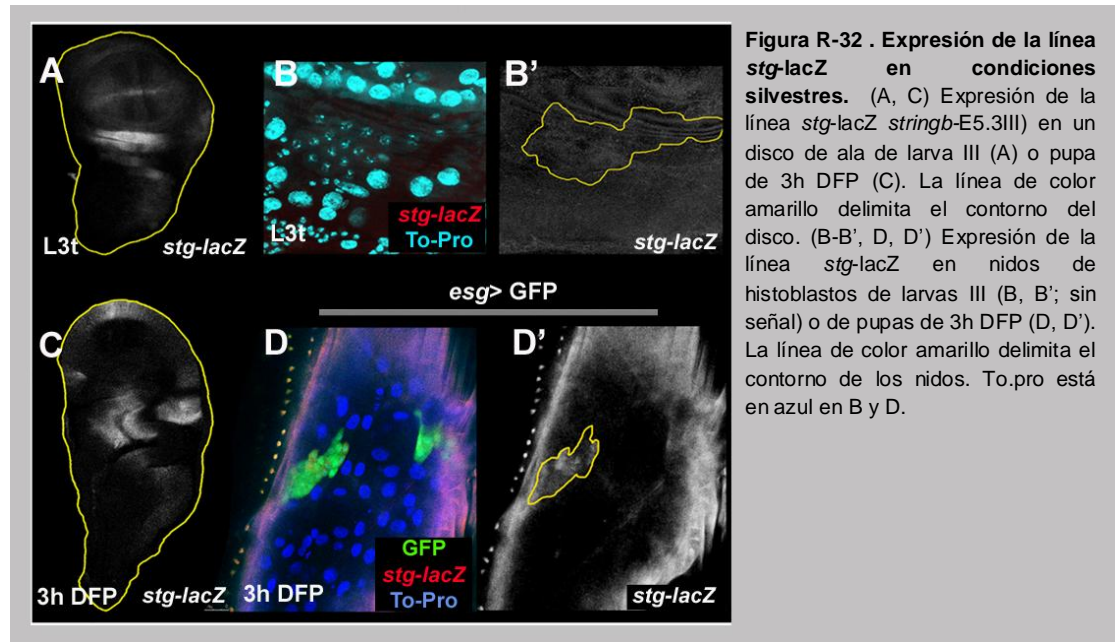 A
L3t
stg-lacZ
B
L3t
stg-lacZ
To-Pro
B’
stg-lacZ
esg> GFP
C
3h DFP
stg-lacZ
D
3h DFP
GFP
stg-lacZ
To-Pro
D’
stg-lacZ
Figura R-32 . Expresión de la línea
stg-lacZ en condiciones
silvestres. (A, C) Expresión de la
línea stg-lacZ stringb-E5.3III) en un
disco de ala de larva III (A) o pupa
de 3h DFP (C). La línea de color
amarillo delimita el contorno del
disco. (B-B’, D, D’) Expresión de la
línea stg-lacZ en nidos de
histoblastos de larvas III (B, B’; sin
señal) o de pupas de 3h DFP (D, D’).
La línea de color amarillo delimita el
contorno de los nidos. To.pro está
en azul en B y D.